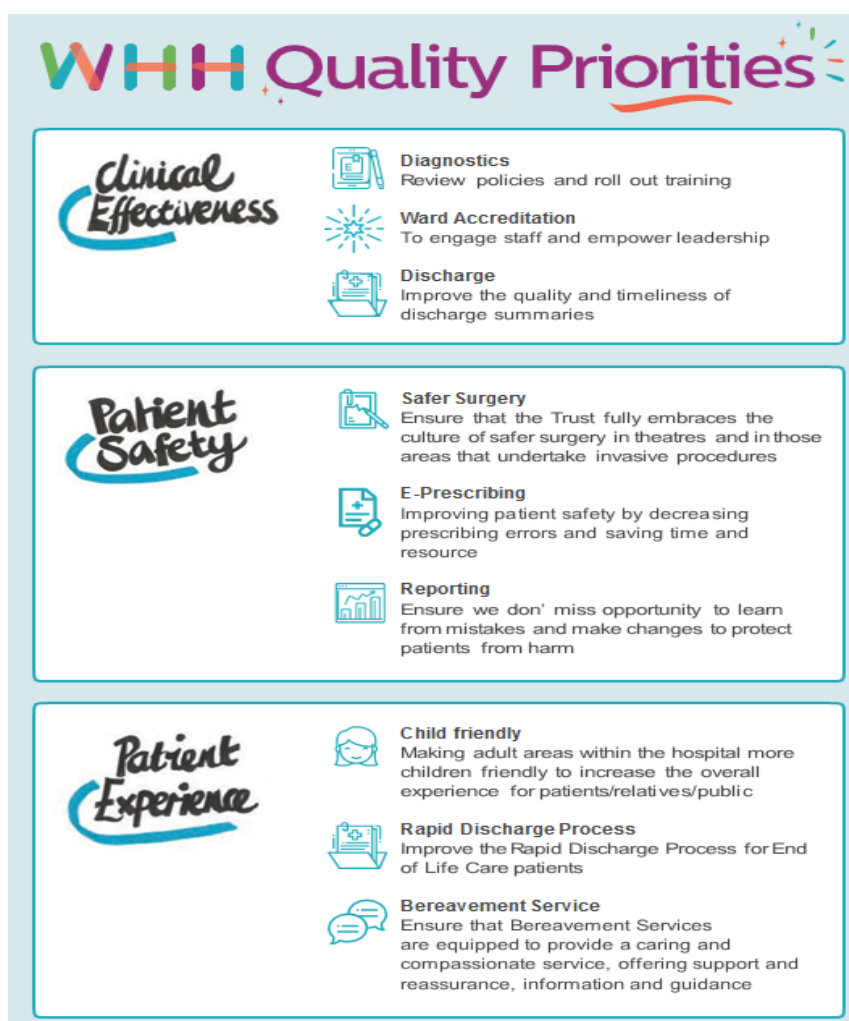 WHH Quality Priorities
Clinical
Effectiveness
Diagnostics
Review policies and roll out training
Ward Accreditation
To engage staff and empower leadership
Discharge
Improve the quality and timeliness of
discharge summaries
Patient
Safety
Safer Surgery
Ensure that the Trust fully embraces the
culture of safer surgery in theatres and in those
areas that undertake invasive procedures
E-Prescribing
Improving patient safety by decreasing
prescribing errors and saving time and
resource
Reporting
Ensure we don' miss opportunity to learn
from mistakes and make changes to protect
patients from harm
Patient
Experience
Child friendly
Making adult areas within the hospital more
children friendly to increase the overall
experience for patients/relatives/public
Rapid Discharge Process
Improve the Rapid Discharge Process for End
of Life Care patients
Bereavement Service
Ensure that Bereavement Services
are equipped to provide a caring and
compassionate service, offering support and
reassurance, information and guidance